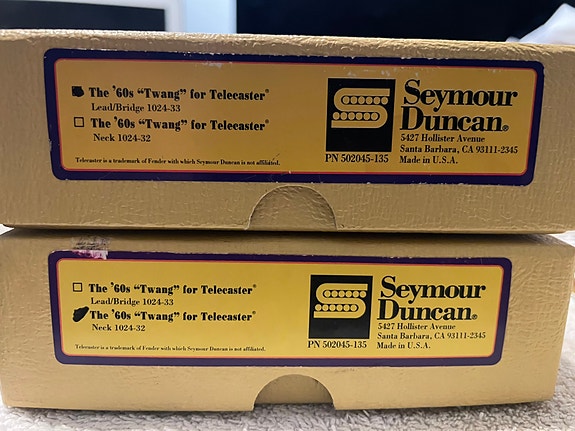 The '60s "Twang" for Telecaster®
Lead/Bridge 1024-33
The '60s "Twang" for Telecaster®
Neck 1024-32
Telecaster is a trademark of Fender with which Seymour Duncan is not affiliated.
PN 502045-135
Seymour
Duncan®
5427 Hollister Avenue
Santa Barbara, CA 93111-2345
Made in U.S.A.
The '60s "Twang" for Telecaster®
Lead/Bridge 1024-33
The '60s "Twang" for Telecaster®
Neck 1024-32
Telecaster is a trademark of Fender with which Seymour Duncan is not affiliated.
PN 502045-135
Seymour
Duncan®
5427 Hollister Avenue
Santa Barbara, CA 93111-2345
Made in U.S.A.